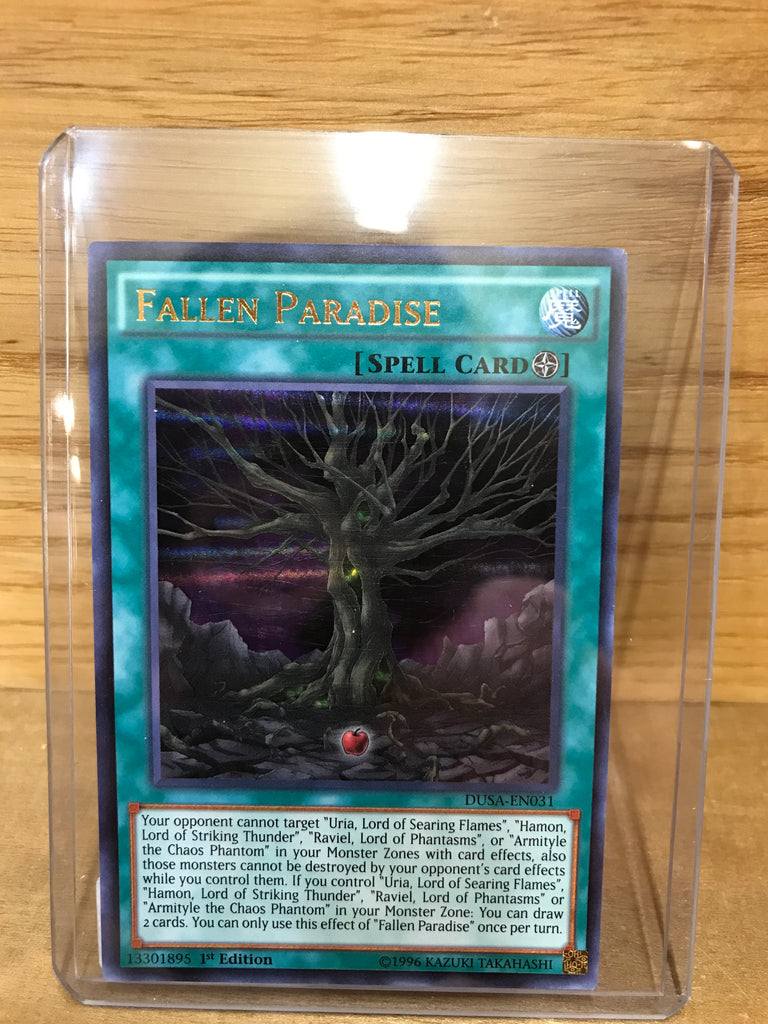 FALLEN PARADISE
魔
[SPELL CARD]
DUSA-EN031
Your opponent cannot target "Uria, Lord of Searing Flames", "Hamon,
Lord of Striking Thunder", "Raviel, Lord of Phantasms", or "Armityle
the Chaos Phantom" in your Monster Zones with card effects, also
those monsters cannot be destroyed by your opponent's card effects
while you control them. If you control "Uria, Lord of Searing Flames",
"Hamon, Lord of Striking Thunder", "Raviel, Lord of Phantasms" or
"Armityle the Chaos Phantom" in your Monster Zone: You can draw
2 cards. You can only use this effect of "Fallen Paradise" once per turn.
13301895 1st Edition
©1996 KAZUKI TAKAHASHI